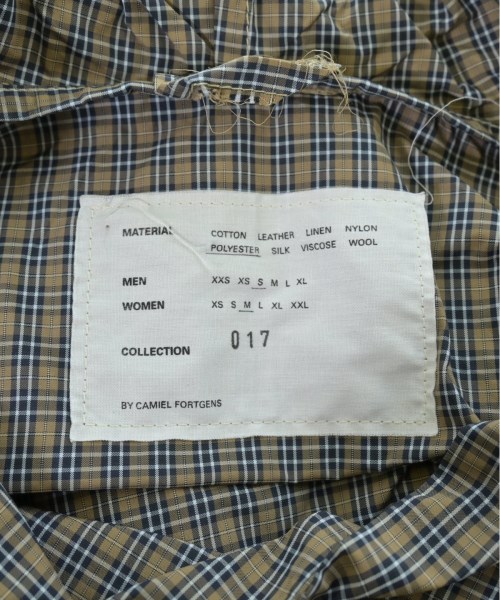 MATERIAL COTTON LEATHER LINEN NYLON
POLYESTER SILK VISCOSE WOOL
MEN XXS XS S M L XL
WOMEN XS S M L XL XXL
COLLECTION 017
BY CAMIEL FORTGENS